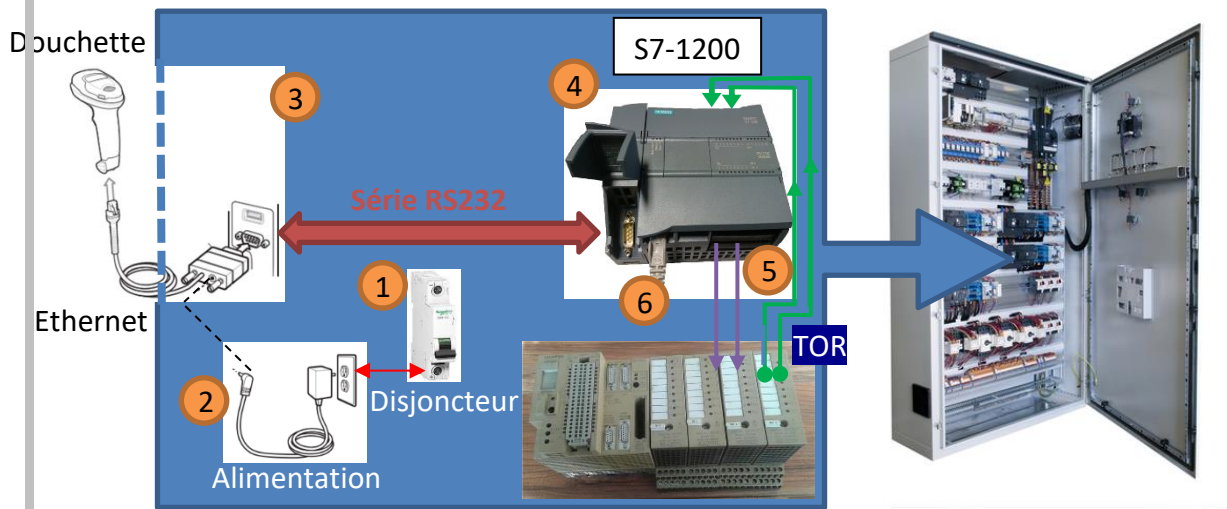 Douchette
S7-1200
3
4
Série RS232
1
5
6
Ethernet
TOR
2
Disjoncteur
Alimentation